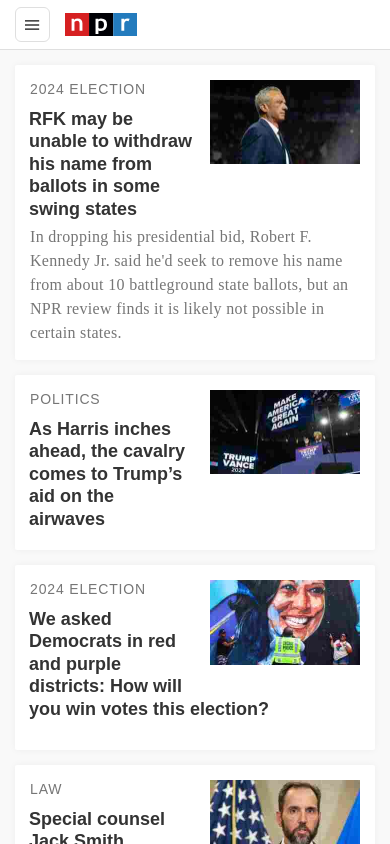 npr
2024 ELECTION
RFK may be
unable to withdraw
his name from
ballots in some
swing states
In dropping his presidential bid, Robert F.
Kennedy Jr. said he'd seek to remove his name
from about 10 battleground state ballots, but an
NPR review finds it is likely not possible in
certain states.
POLITICS
As Harris inches
ahead, the cavalry
comes to Trump’s
aid on the
airwaves
MAKE
AMERICA
GREAT
AGAIN
TRUMP
VANCE
2024
2024 ELECTION
We asked
Democrats in red
and purple
districts: How will
you win votes this election?
LAW
Special counsel
Jack Smith